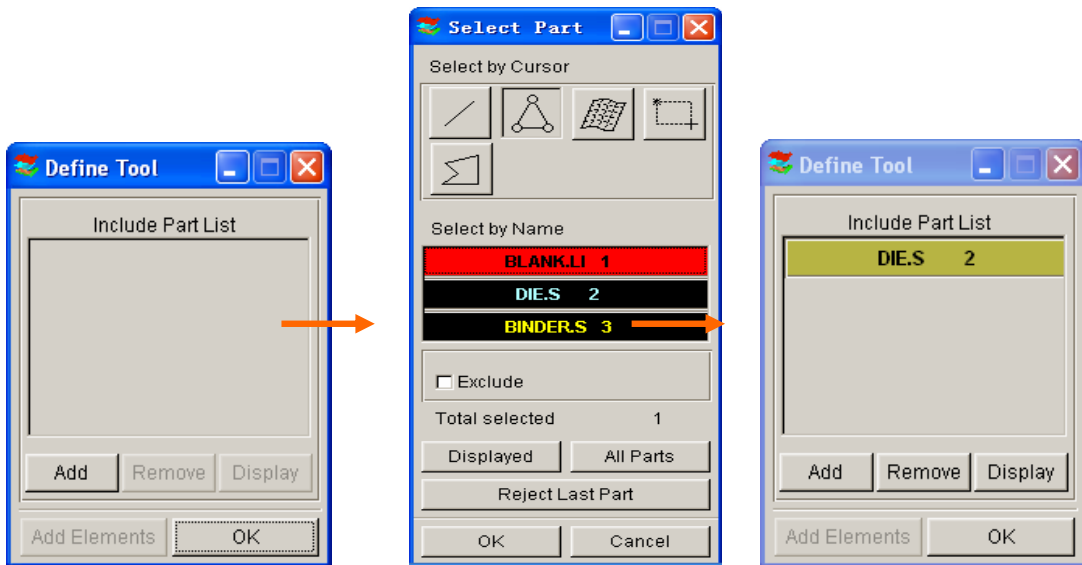 Define Tool
Include Part List
Add Remove Display
Add Elements OK
Select Part
Select by Cursor
Select by Name
BLANK.LI 1
DIE.S 2
BINDER.S 3
Exclude
Total selected 1
Displayed All Parts
Reject Last Part
OK Cancel
Define Tool
Include Part List
DIE.S 2
Add Remove Display
Add Elements OK